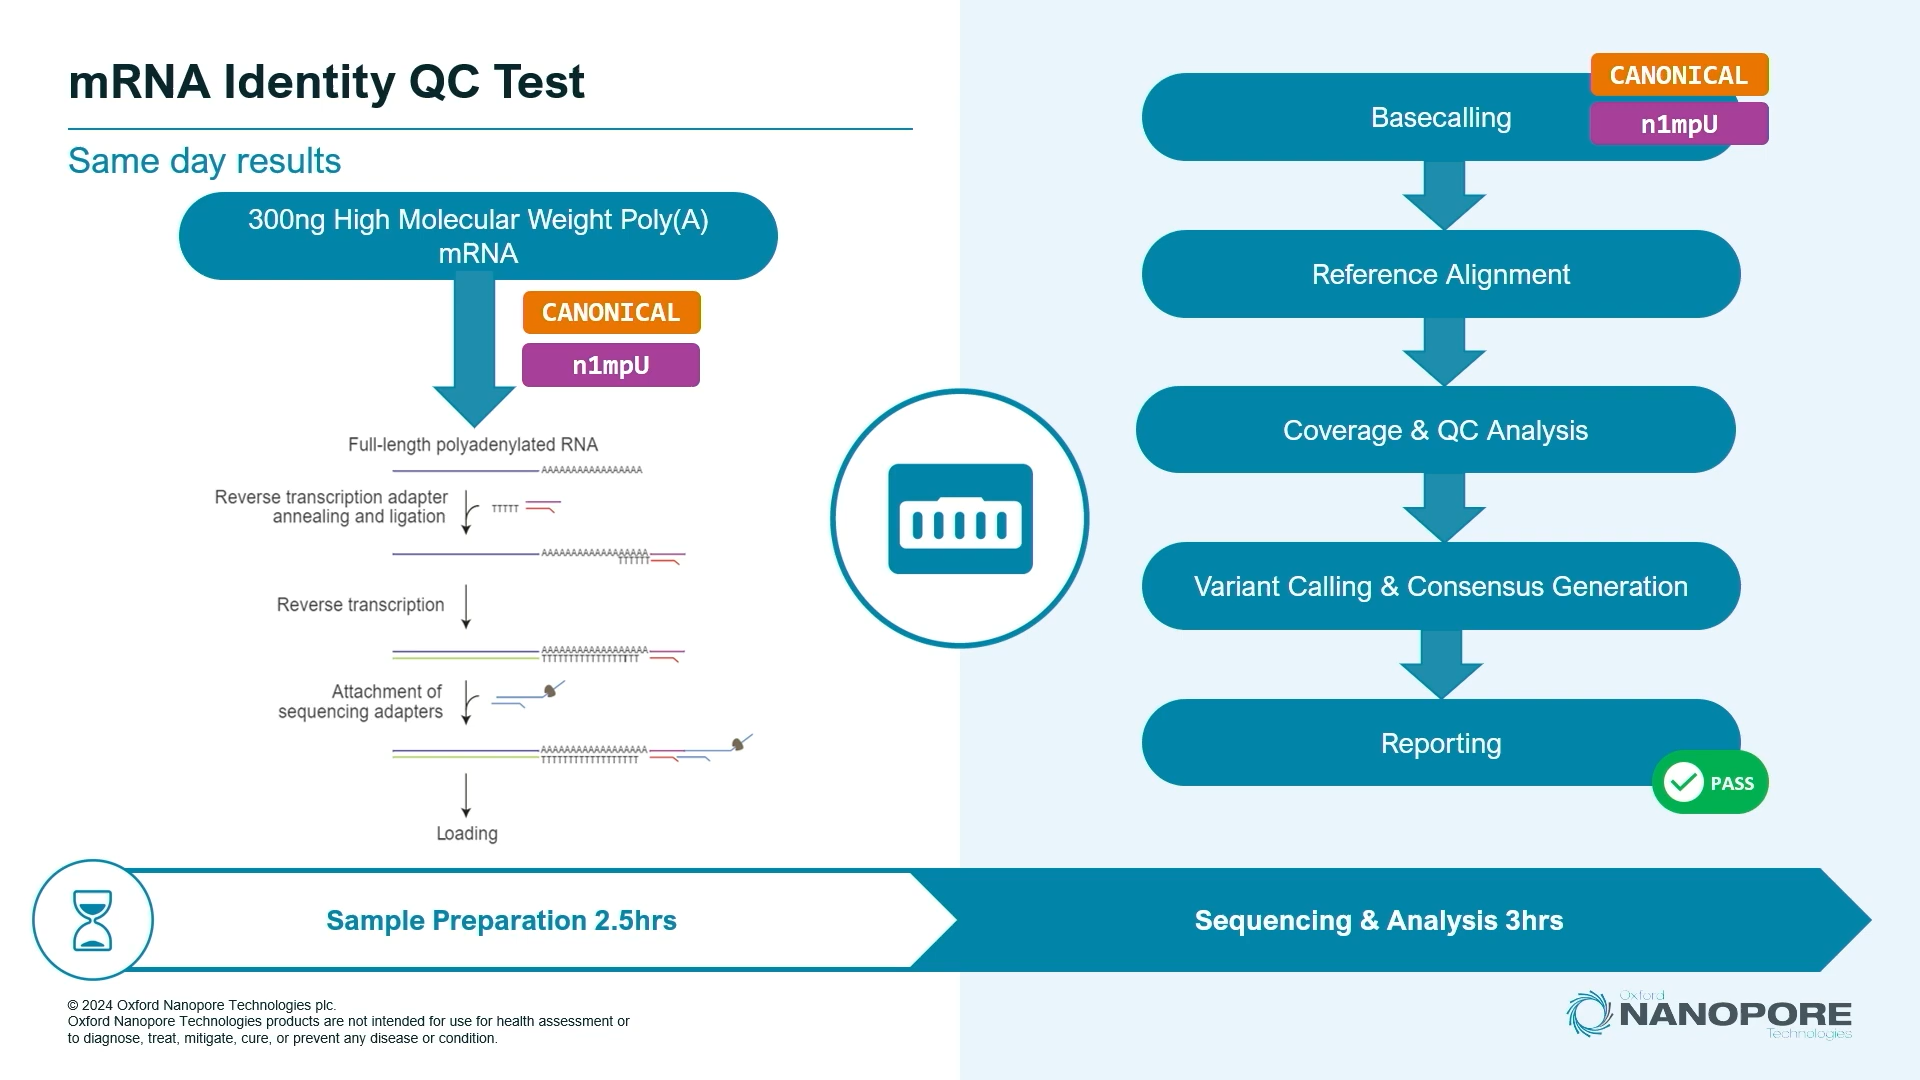 mRNA Identity QC Test
Same day results
300ng High Molecular Weight Poly(A)
mRNA
CANONICAL
n1mpU
Full-length polyadenylated RNA
AAAAAAAAAAAAAAAAA
Reverse transcription adapter
annealing and ligation
TTTTT
AAAAAAAAAAAAAAAAAA
TTTTTT
Reverse transcription
AAAAAAAAAAAAAAAAAA
TTTTTTTTTTTTTTTTTT
Attachment of
sequencing adapters
AAAAAAAAAAAAAAAAAA
TTTTTTTTTTTTTTTTTT
Loading
Basecalling
CANONICAL
n1mpU
Reference Alignment
Coverage & QC Analysis
Variant Calling & Consensus Generation
Reporting
PASS
Sample Preparation 2.5hrs
Sequencing & Analysis 3hrs
© 2024 Oxford Nanopore Technologies plc.
Oxford Nanopore Technologies products are not intended for use for health assessment or
to diagnose, treat, mitigate, cure, or prevent any disease or condition.
Oxford
NANOPORE
Technologies